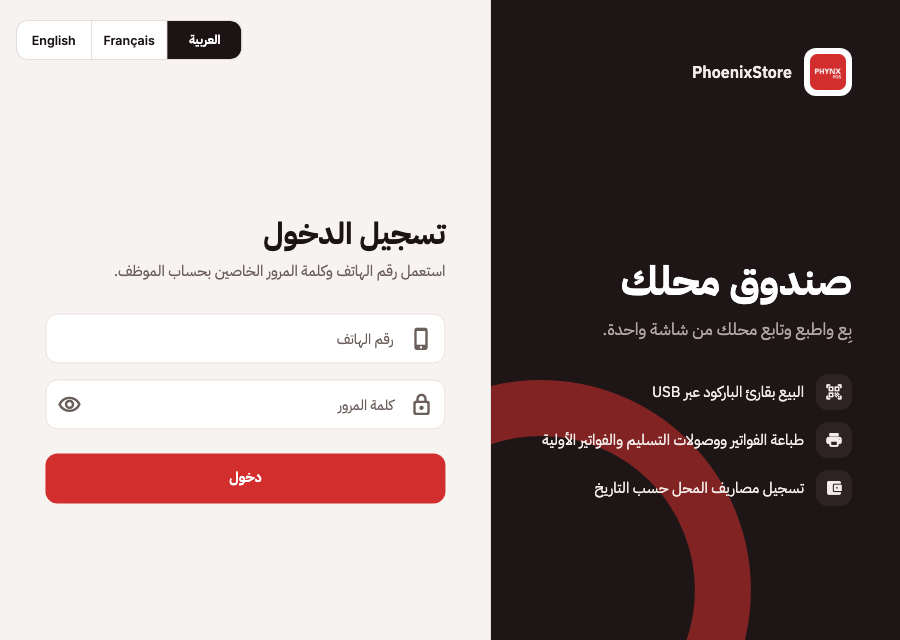 العربية
Français
English
PhoenixStore
PHYNX
POS
صندوق محلك
بِع واطبع وتابع محلك من شاشة واحدة.
البيع بقارئ الباركود عبر USB
طباعة الفواتير ووصولات التسليم والفواتير الأولية
تسجيل مصاريف المحل حسب التاريخ
تسجيل الدخول
استعمل رقم الهاتف وكلمة المرور الخاصين بحساب الموظف.
رقم الهاتف
كلمة المرور
دخول